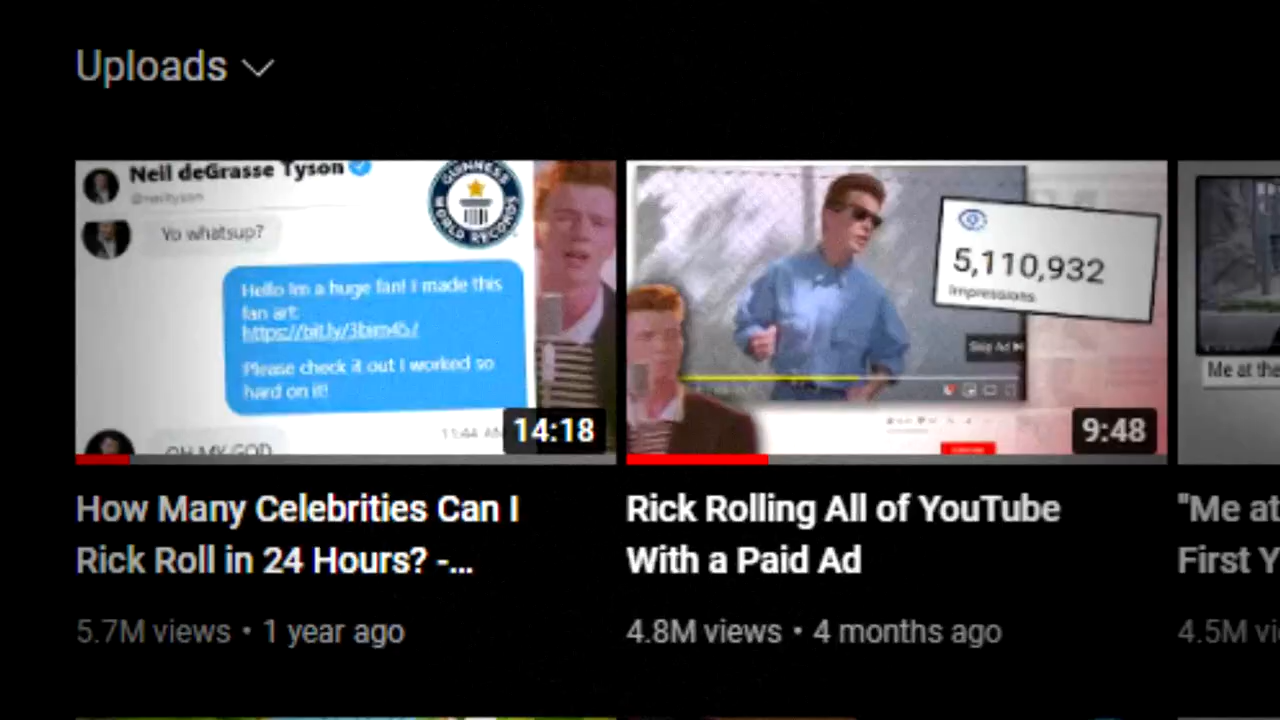 Uploads
Neil deGrasse Tyson
@neiltyson
Yo whatsup?
GUINNESS WORLD RECORDS
Hello Im a huge fan! I made this
fan art:
Please check it out I worked so
hard on it!
11:44 AM
OH MY GOD
14:18
5,110,932
Impressions
Skip Ad
9:48
Me at the
How Many Celebrities Can I
Rick Roll in 24 Hours? -...
5.7M views • 1 year ago
Rick Rolling All of YouTube
With a Paid Ad
4.8M views • 4 months ago
"Me at
First Y
4.5M vi